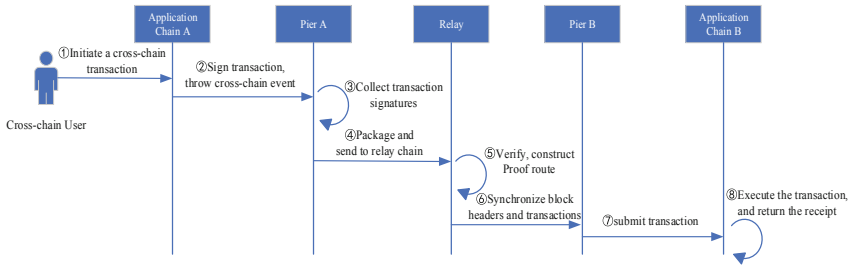 Application
Chain A
Pier A
Relay
Pier B
Application
Chain B
①Initiate a cross-chain
transaction
②Sign transaction,
throw cross-chain event
③Collect transaction
signatures
Cross-chain User
④Package and
send to relay chain
⑤Verify, construct
Proof route
⑥Synchronize block
headers and transactions
⑦submit transaction
⑧Execute the transaction,
and return the receipt